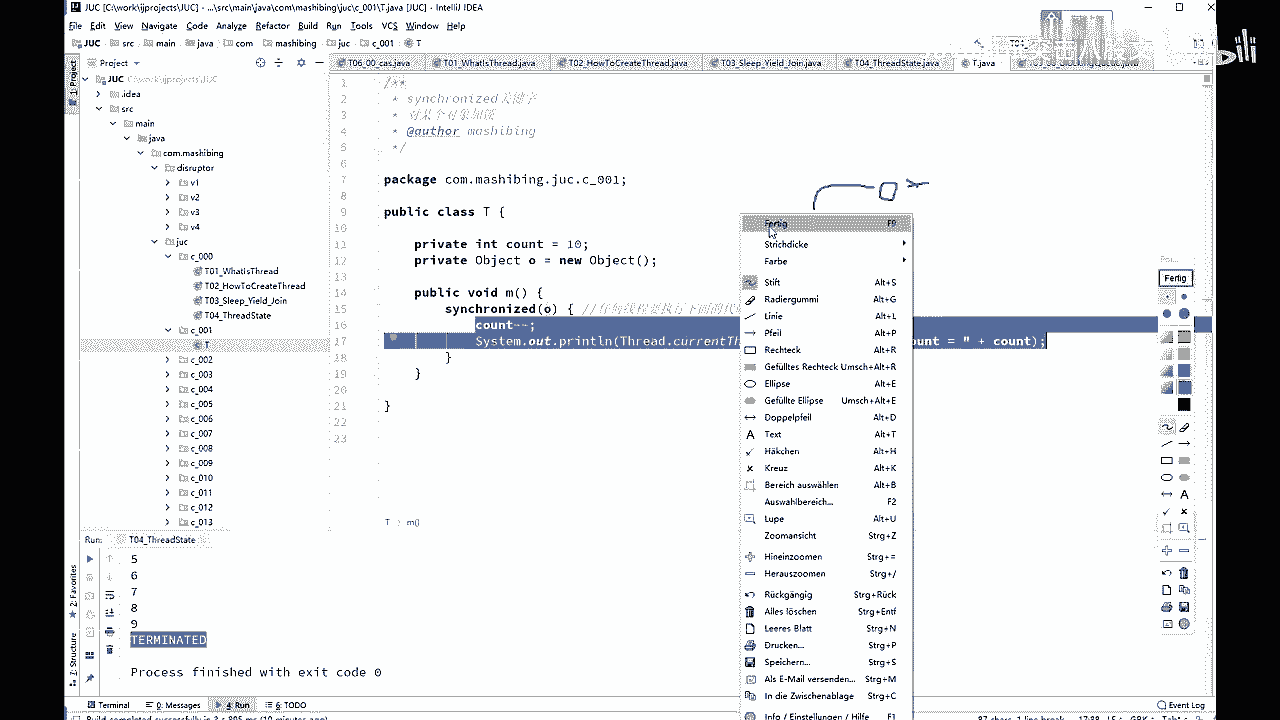 JUC [C:\work\ijprojects\JUC] - ...\src\main\java\com\mashibing\juc\c_001\T.java - IntelliJ IDEA
File Edit View Navigate Code Analyze Refactor Build Run Tools VCS Window Help
JUC src main java com mashibing juc c_001 T
Project
T06_00_cas.java T01_WhatIsThread.java T02_HowToCreateThread.java T03_Sleep_Yield_Join.java T04_ThreadState.java T.java
JUC C:\work\ijprojects\JUC
.idea
src
main
java
com.mashibing
disruptor
v1
v2
v3
v4
juc
c_000
T01_WhatIsThread
T02_HowToCreateThread
T03_Sleep_Yield_Join
T04_ThreadState
c_001
T
c_002
c_003
c_004
c_005
c_006
c_007
c_008
c_009
c_010
c_011
c_012
c_013
1 /**
2 * synchronized关键字
3 * 对某个对象加锁
4 * @author mashibing
5 */
6
7 package com.mashibing.juc.c_001;
8
9 public class T {
10
11 private int count = 10;
12 private Object o = new Object();
13
14 public void m() {
15 synchronized(o) { //任何线程要执行下面的代
16 count--;
17 System.out.println(Thread.currentTh ount = " + count);
18 }
19 }
20
21 }
22
23
T m()
Fertig F9
Strichdicke
Farbe
Stift Alt+S
Radiergummi Alt+G
Linie Alt+L
Pfeil Alt+P
Rechteck Alt+R
Gefülltes Rechteck Umsch+Alt+R
Ellipse Alt+E
Gefüllte Ellipse Umsch+Alt+E
Doppelpfeil Alt+D
Text Alt+T
Häkchen Alt+H
Kreuz Alt+K
Bereich auswählen Alt+B
Auswahlbereich... F2
Lupe Alt+U
Zoomansicht Strg+Z
Hineinzoomen Strg+=
Herauszoomen Strg+/
Rückgängig Strg+Rück
Alles löschen Strg+Entf
Leeres Blatt Strg+N
Drucken... Strg+P
Speichern... Strg+S
Als E-Mail versenden... Strg+M
In die Zwischenablage Strg+C
Info / Einstellungen / Hilfe F1
Fertig
Run: T04_ThreadState
5
6
7
8
9
TERMINATED
Process finished with exit code 0
1: Project
2: Favorites
Z: Structure
Terminal 0: Messages 4: Run 6: TODO
Event Log